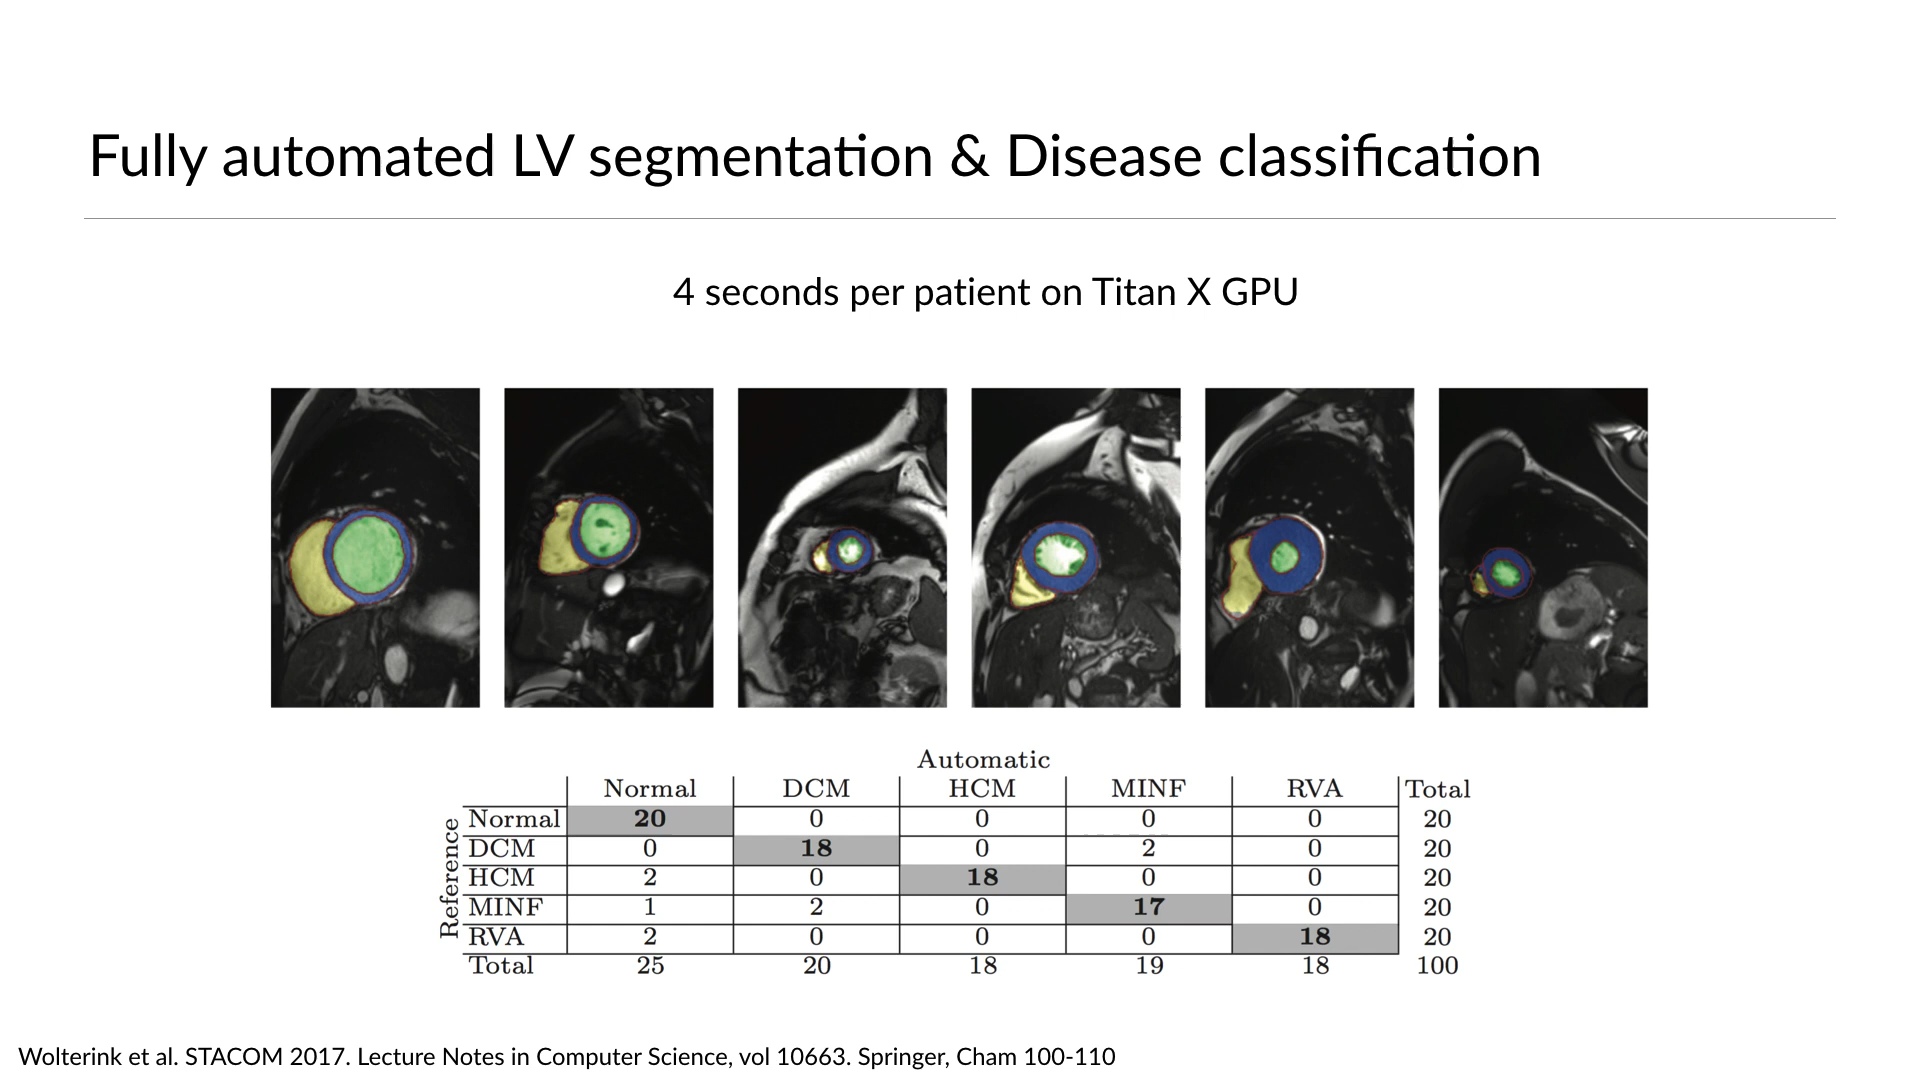 Fully automated LV segmentation & Disease classification
4 seconds per patient on Titan X GPU
Automatic
Normal DCM HCM MINF RVA Total
Reference
Normal 20 0 0 0 0 20
DCM 0 18 0 2 0 20
HCM 2 0 18 0 0 20
MINF 1 2 0 17 0 20
RVA 2 0 0 0 18 20
Total 25 20 18 19 18 100
Wolterink et al. STACOM 2017. Lecture Notes in Computer Science, vol 10663. Springer, Cham 100-110